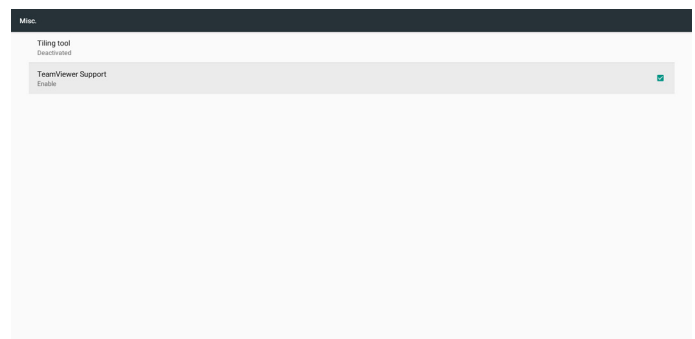 Misc.
Tiling tool
Deactivated
TeamViewer Support
Enable